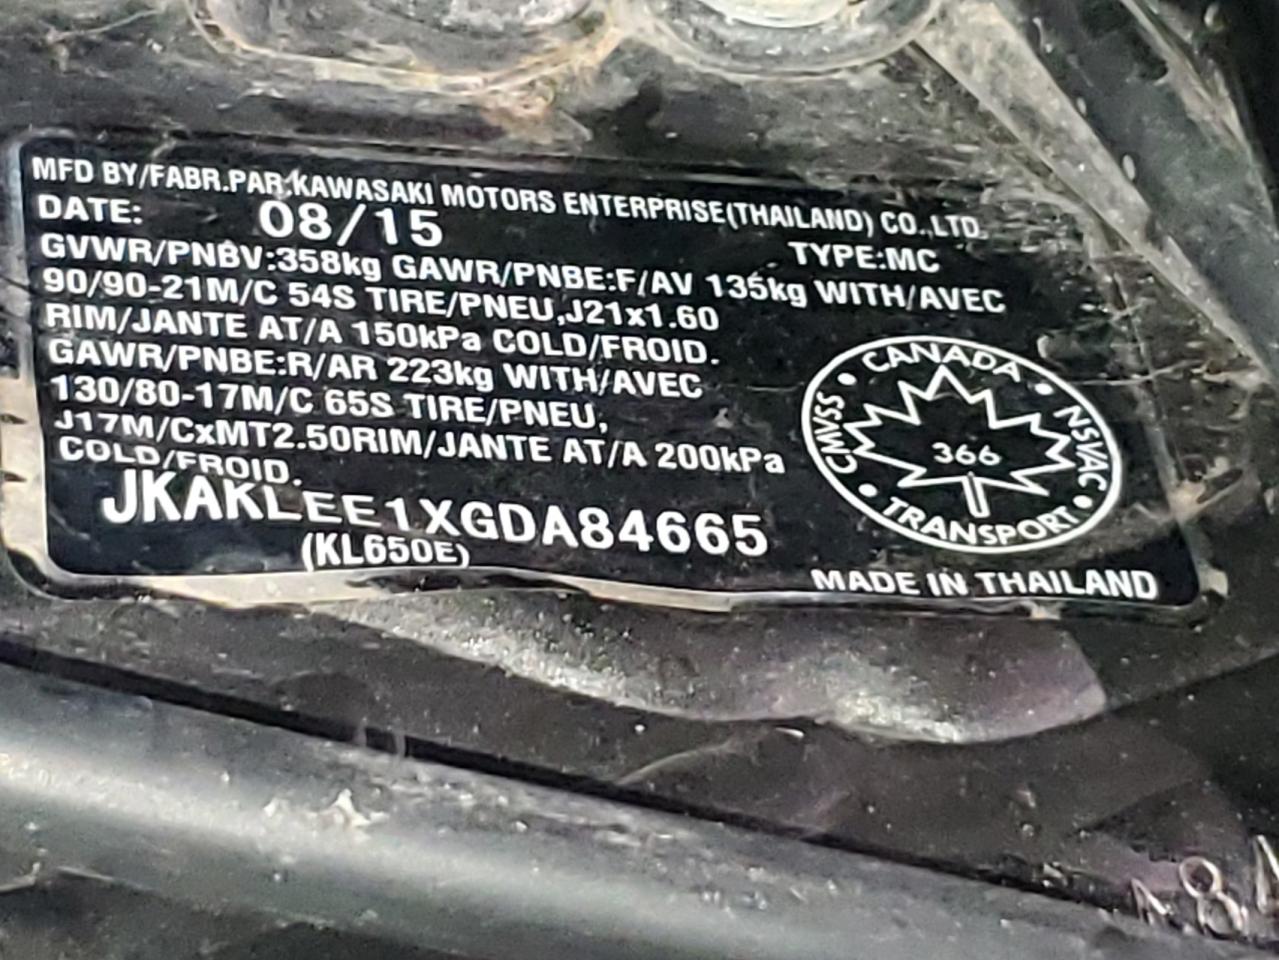 MFD BY/FABR.PAR:KAWASAKI MOTORS ENTERPRISE(THAILAND) CO.,LTD.
DATE: 08/15 TYPE:MC
GVWR/PNBV:358kg GAWR/PNBE:F/AV 135kg WITH/AVEC
90/90-21M/C 54S TIRE/PNEU,J21x1.60
RIM/JANTE AT/A 150kPa COLD/FROID.
GAWR/PNBE:R/AR 223kg WITH/AVEC
130/80-17M/C 65S TIRE/PNEU,
J17M/CxMT2.50RIM/JANTE AT/A 200kPa
COLD/FROID.
JKAKLEE1XGDA84665
(KL650E)
CANADA
CMVSS
366
NSVAC
TRANSPORT
MADE IN THAILAND